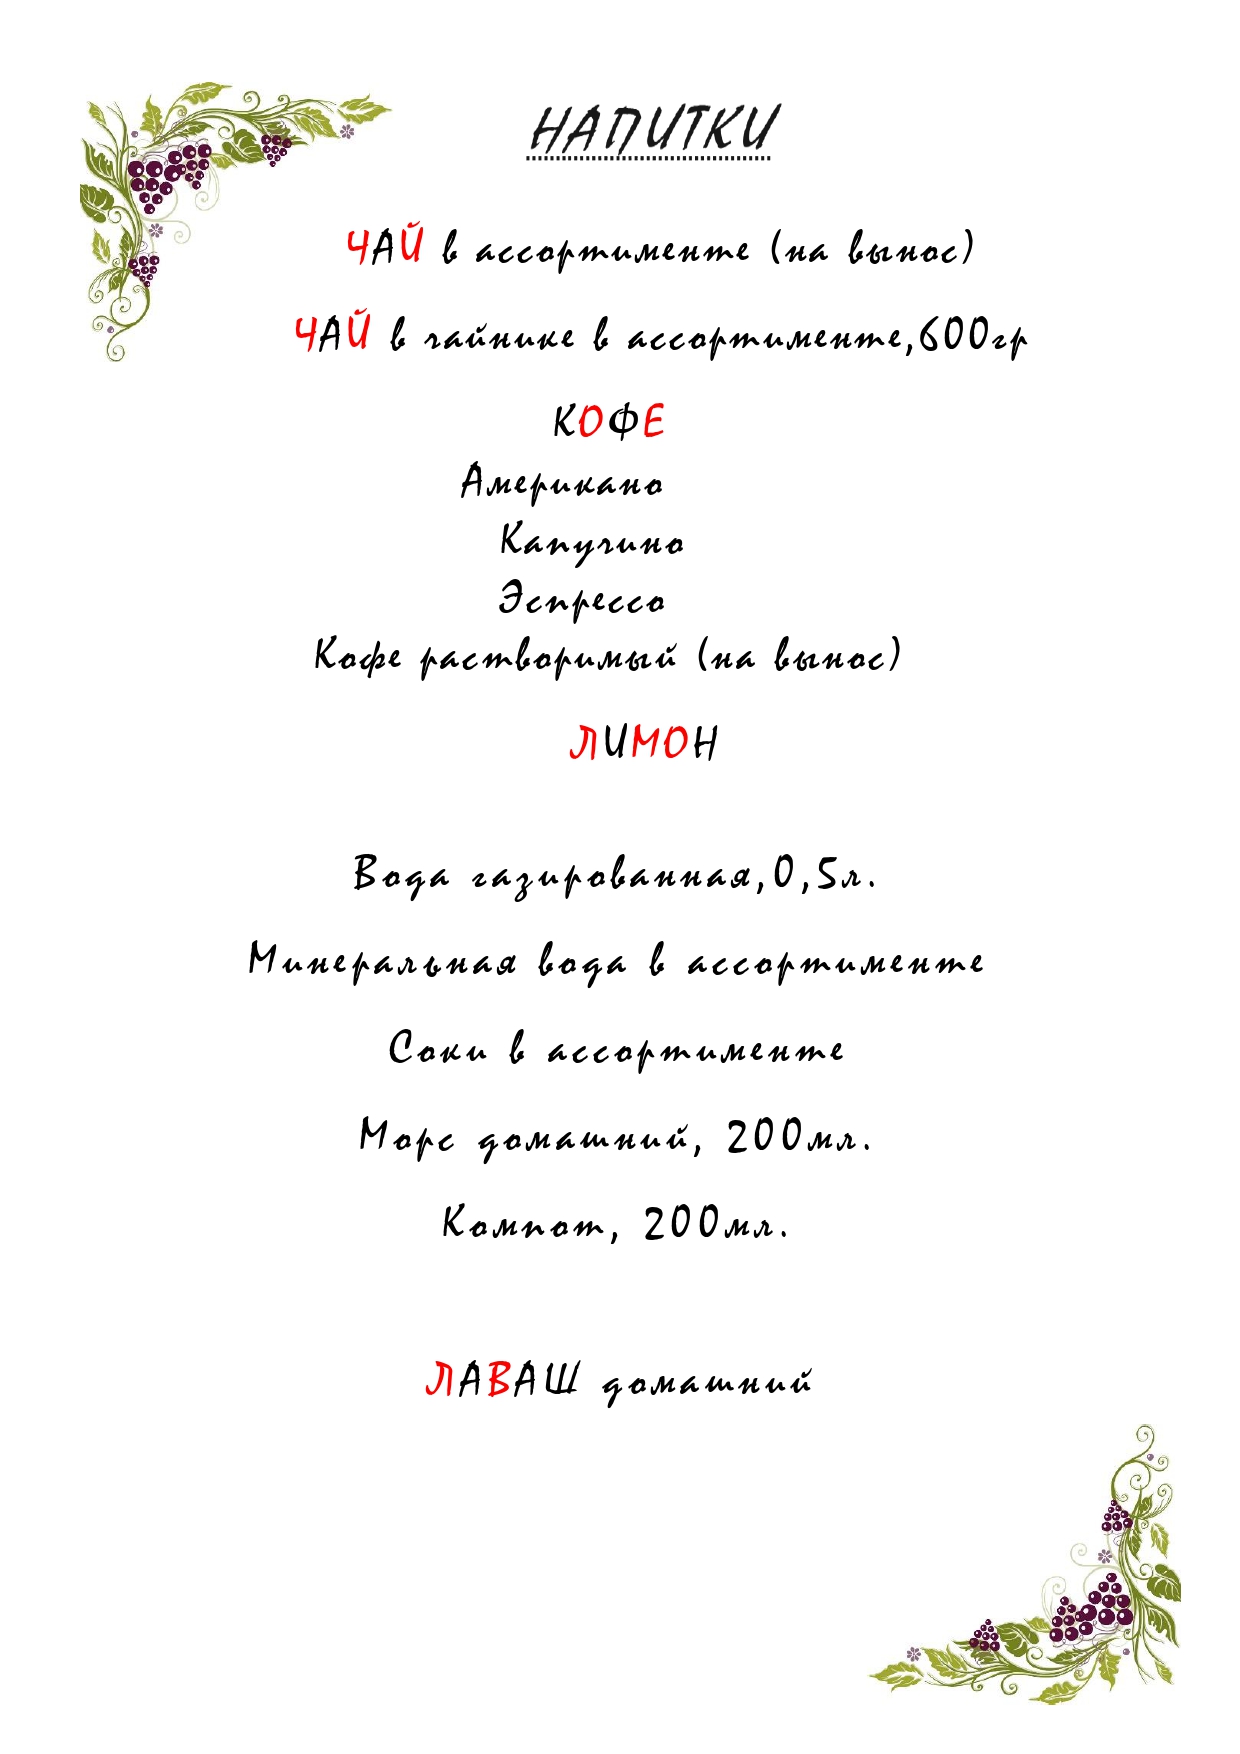 НАПИТКИ
ЧАЙ в ассортименте (на вынос)
ЧАЙ в чайнике в ассортименте,600гр
КОФЕ
Американо
Капучино
Эспрессо
Кофе растворимый (на вынос)
ЛИМОН
Вода газированная,0,5л.
Минеральная вода в ассортименте
Соки в ассортименте
Морс домашний, 200мл.
Компот, 200мл.
ЛАВАШ домашний